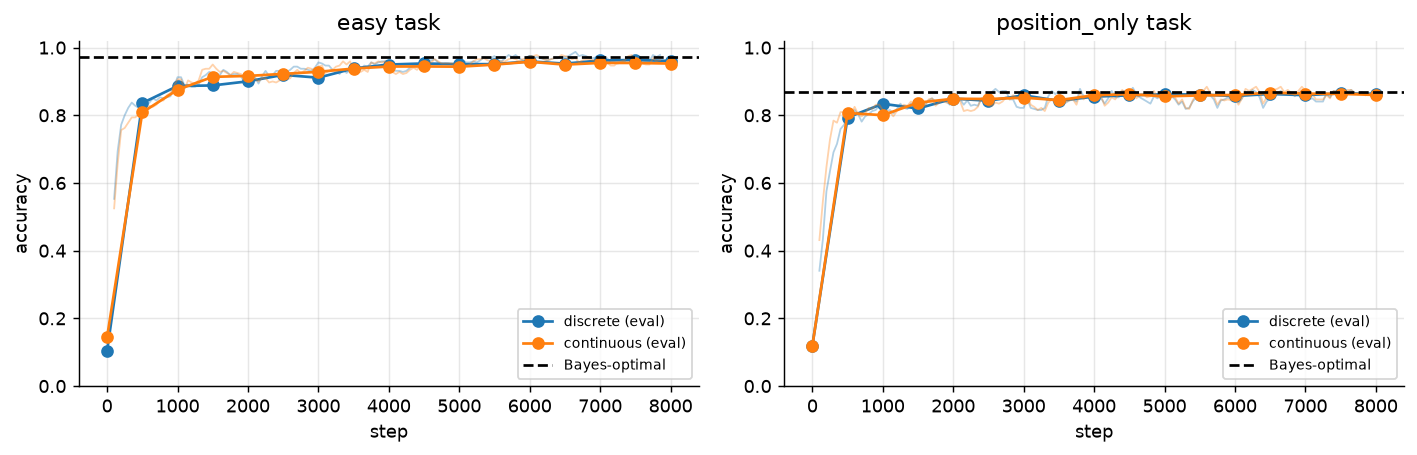 easy task
accuracy
1.0
0.8
0.6
0.4
0.2
0.0
0 1000 2000 3000 4000 5000 6000 7000 8000
step
discrete (eval)
continuous (eval)
Bayes-optimal
position_only task
accuracy
1.0
0.8
0.6
0.4
0.2
0.0
0 1000 2000 3000 4000 5000 6000 7000 8000
step
discrete (eval)
continuous (eval)
Bayes-optimal